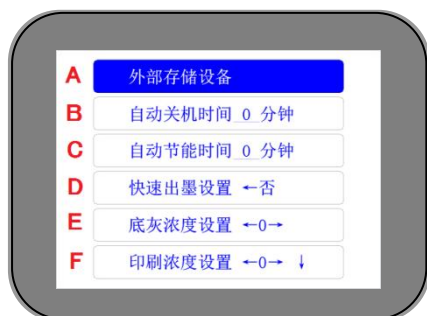 A 外部存储设备
B 自动关机时间 0 分钟
C 自动节能时间 0 分钟
D 快速出墨设置 ←否
E 底灰浓度设置 ←0→
F 印刷浓度设置 ←0→ ↓